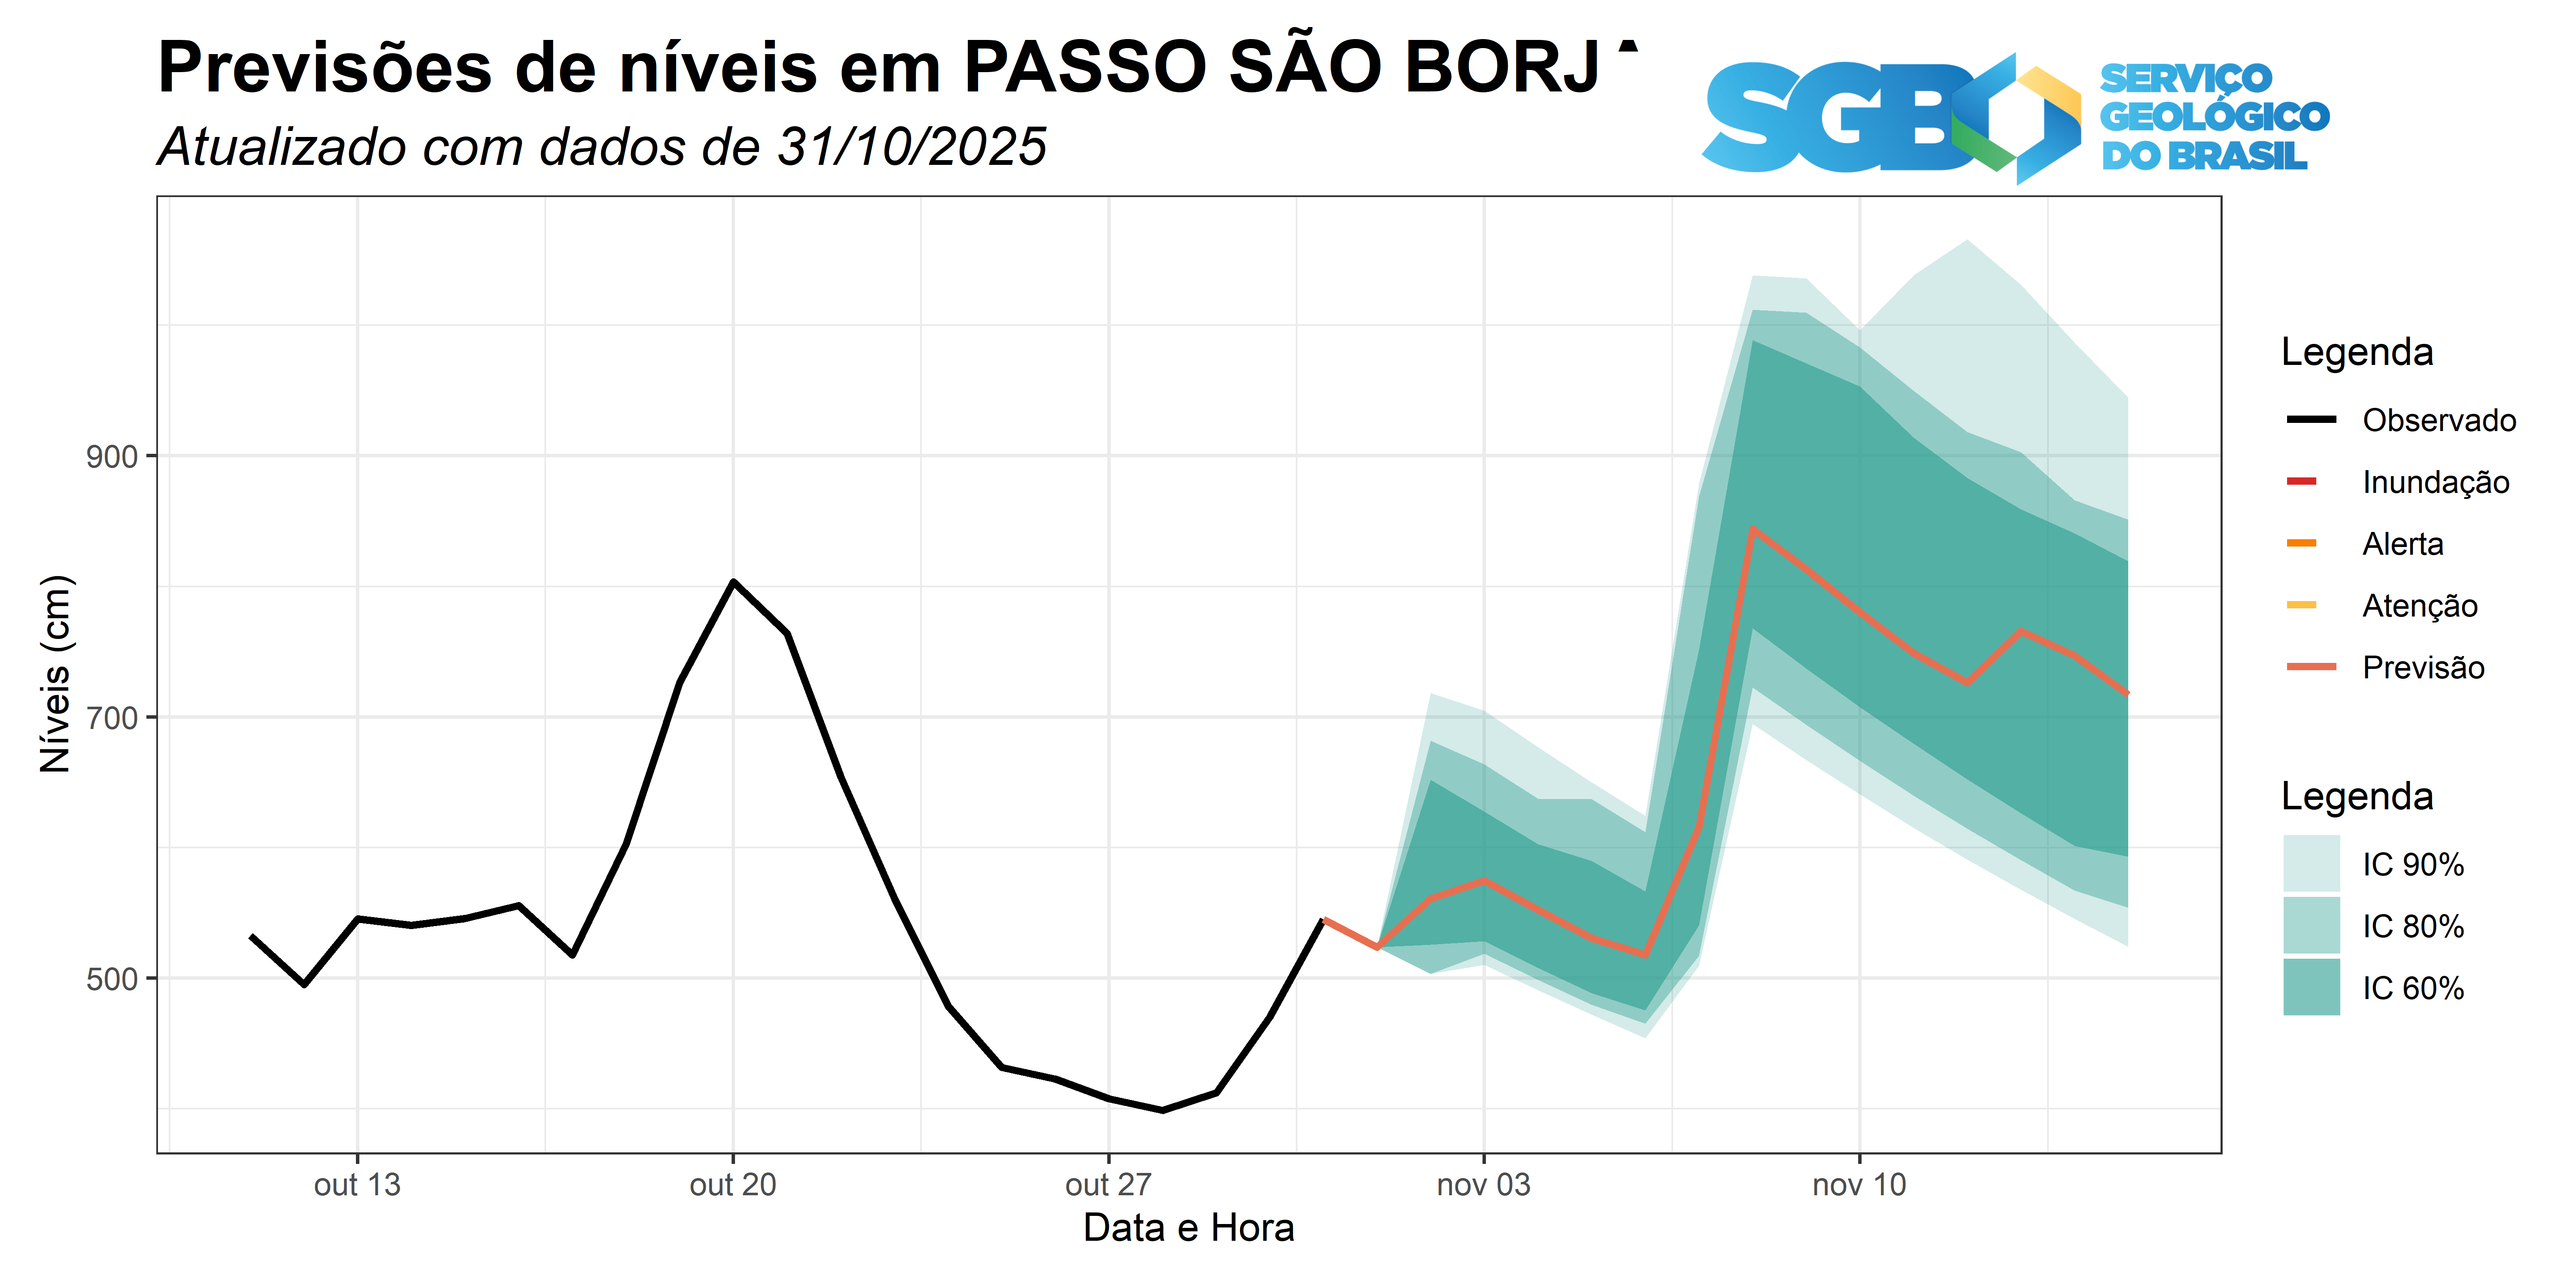 Previsões de níveis em PASSO SÃO BORJ
Atualizado com dados de 31/10/2025
SGB
SERVIÇO
GEOLÓGICO
DO BRASIL
Níveis (cm)
900
700
500
out 13
out 20
out 27
nov 03
nov 10
Data e Hora
Legenda
Observado
Inundação
Alerta
Atenção
Previsão
Legenda
IC 90%
IC 80%
IC 60%